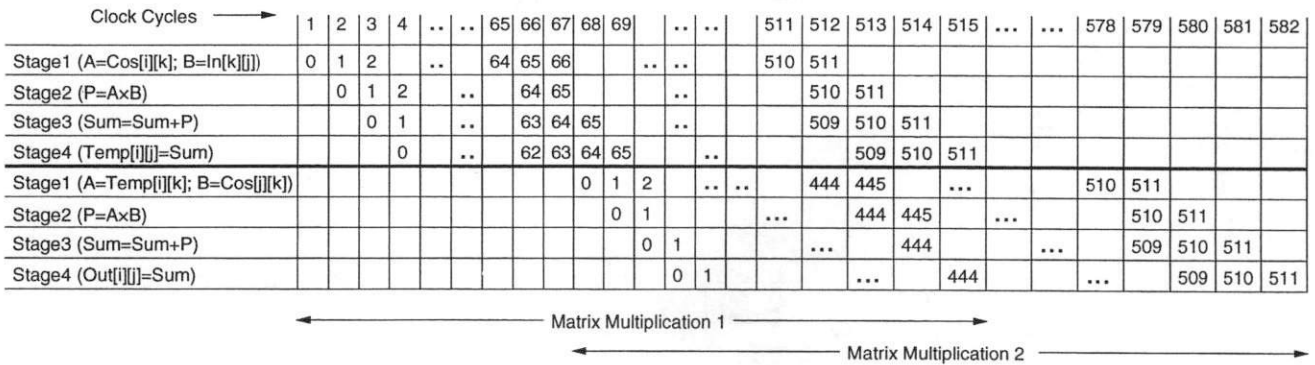 Clock Cycles
1 2 3 4 .. .. 65 66 67 68 69 .. .. 511 512 513 514 515 ... ... 578 579 580 581 582
Stage1 (A=Cos[i][k]; B=In[k][j]) 0 1 2 .. 64 65 66 .. .. 510 511
Stage2 (P=AxB) 0 1 2 .. 64 65 .. 510 511
Stage3 (Sum=Sum+P) 0 1 .. 63 64 65 .. 509 510 511
Stage4 (Temp[i][j]=Sum) 0 .. 62 63 64 65 .. 509 510 511
Stage1 (A=Temp[i][k]; B=Cos[j][k]) 0 1 2 .. .. 444 445 ... 510 511
Stage2 (P=AxB) 0 1 ... 444 445 ... 510 511
Stage3 (Sum=Sum+P) 0 1 ... 444 ... 509 510 511
Stage4 (Out[i][j]=Sum) 0 1 ... 444 ... 509 510 511
Matrix Multiplication 1
Matrix Multiplication 2